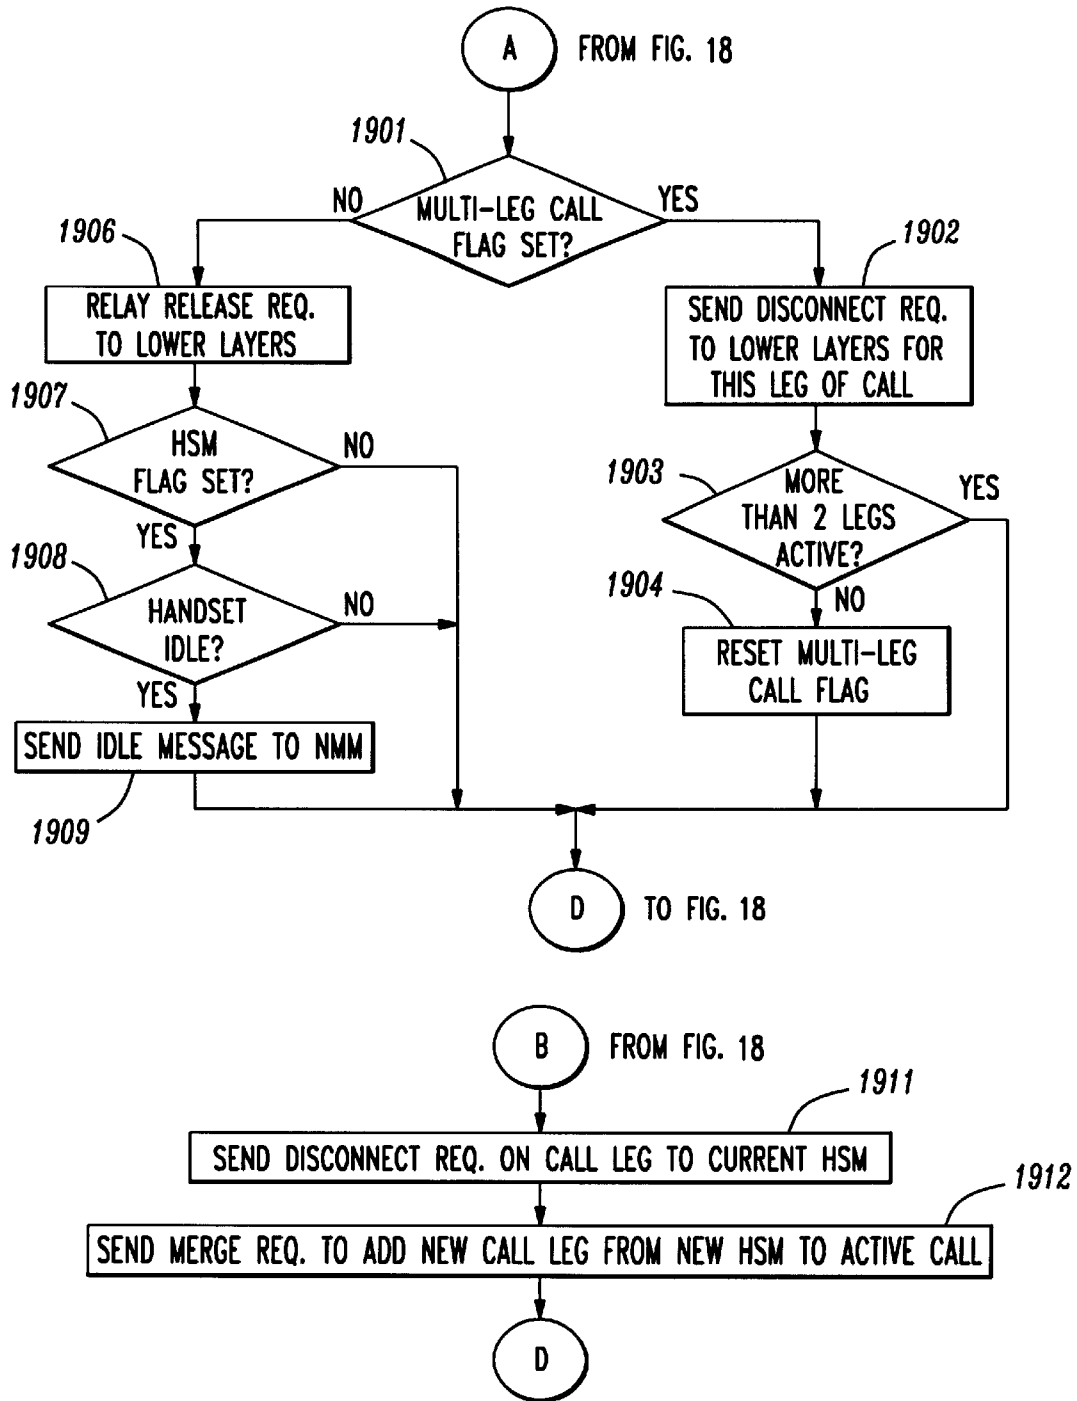 A FROM FIG. 18
1901
MULTI-LEG CALL
FLAG SET?
NO
YES
1906
RELAY RELEASE REQ.
TO LOWER LAYERS
1902
SEND DISCONNECT REQ.
TO LOWER LAYERS FOR
THIS LEG OF CALL
1907
HSM
FLAG SET?
NO
YES
1903
MORE
THAN 2 LEGS
ACTIVE?
YES
NO
1908
HANDSET
IDLE?
NO
YES
1904
RESET MULTI-LEG
CALL FLAG
SEND IDLE MESSAGE TO NMM
1909
D TO FIG. 18
B FROM FIG. 18
1911
SEND DISCONNECT REQ. ON CALL LEG TO CURRENT HSM
1912
SEND MERGE REQ. TO ADD NEW CALL LEG FROM NEW HSM TO ACTIVE CALL
D